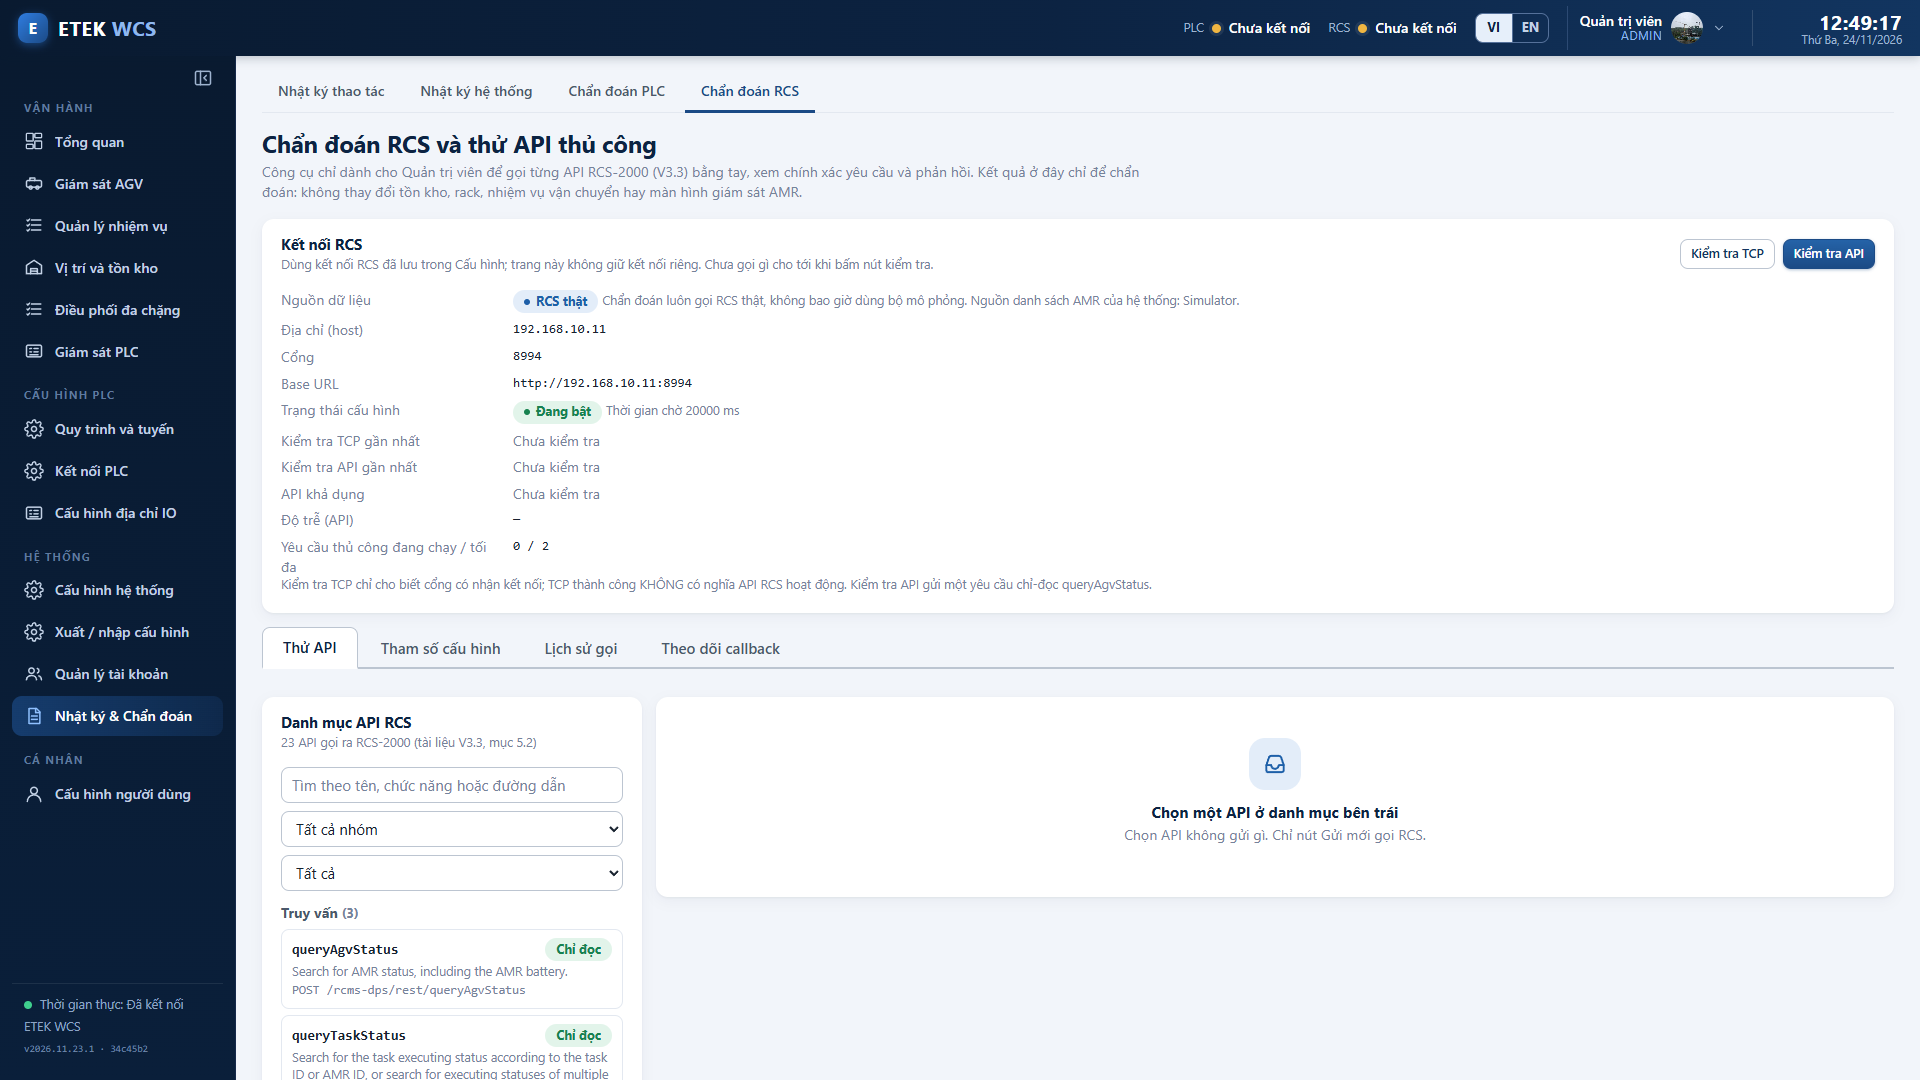 E ETEK WCS
PLC Chưa kết nối RCS Chưa kết nối VI EN Quản trị viên ADMIN 12:49:17 Thứ Ba, 24/11/2026
VẬN HÀNH
Tổng quan
Giám sát AGV
Quản lý nhiệm vụ
Vị trí và tồn kho
Điều phối đa chặng
Giám sát PLC
CẤU HÌNH PLC
Quy trình và tuyến
Kết nối PLC
Cấu hình địa chỉ IO
HỆ THỐNG
Cấu hình hệ thống
Xuất / nhập cấu hình
Quản lý tài khoản
Nhật ký & Chẩn đoán
CÁ NHÂN
Cấu hình người dùng
Thời gian thực: Đã kết nối
ETEK WCS
v2026.11.23.1 · 34c45b2
Nhật ký thao tác Nhật ký hệ thống Chẩn đoán PLC Chẩn đoán RCS
Chẩn đoán RCS và thử API thủ công
Công cụ chỉ dành cho Quản trị viên để gọi từng API RCS-2000 (V3.3) bằng tay, xem chính xác yêu cầu và phản hồi. Kết quả ở đây chỉ để chẩn
đoán: không thay đổi tồn kho, rack, nhiệm vụ vận chuyển hay màn hình giám sát AMR.
Kết nối RCS
Dùng kết nối RCS đã lưu trong Cấu hình; trang này không giữ kết nối riêng. Chưa gọi gì cho tới khi bấm nút kiểm tra.
Kiểm tra TCP Kiểm tra API
Nguồn dữ liệu RCS thật Chẩn đoán luôn gọi RCS thật, không bao giờ dùng bộ mô phỏng. Nguồn danh sách AMR của hệ thống: Simulator.
Địa chỉ (host) 192.168.10.11
Cổng 8994
Base URL http://192.168.10.11:8994
Trạng thái cấu hình Đang bật Thời gian chờ 20000 ms
Kiểm tra TCP gần nhất Chưa kiểm tra
Kiểm tra API gần nhất Chưa kiểm tra
API khả dụng Chưa kiểm tra
Độ trễ (API) —
Yêu cầu thủ công đang chạy / tối 0 / 2
đa
Kiểm tra TCP chỉ cho biết cổng có nhận kết nối; TCP thành công KHÔNG có nghĩa API RCS hoạt động. Kiểm tra API gửi một yêu cầu chỉ-đọc queryAgvStatus.
Thử API Tham số cấu hình Lịch sử gọi Theo dõi callback
Danh mục API RCS
23 API gọi ra RCS-2000 (tài liệu V3.3, mục 5.2)
Tìm theo tên, chức năng hoặc đường dẫn
Tất cả nhóm
Tất cả
Truy vấn (3)
queryAgvStatus Chỉ đọc
Search for AMR status, including the AMR battery.
POST /rcms-dps/rest/queryAgvStatus
queryTaskStatus Chỉ đọc
Search for the task executing status according to the task
ID or AMR ID, or search for executing statuses of multiple
Chọn một API ở danh mục bên trái
Chọn API không gửi gì. Chỉ nút Gửi mới gọi RCS.